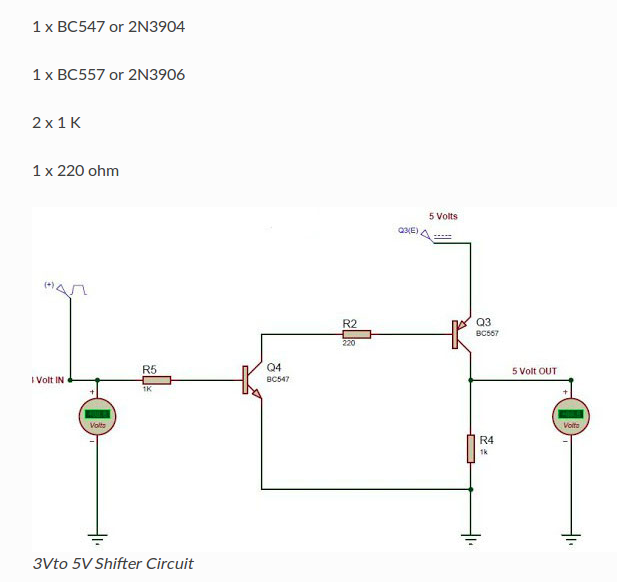 1 x BC547 or 2N3904
1 x BC557 or 2N3906
2 x 1 K
1 x 220 ohm
5 Volts
Q3(E)
(+)
R2
220
Q3
BC557
R5
1K
Q4
BC547
Volt IN
5 Volt OUT
+
Volts
-
+
Volts
-
R4
1k
3Vto 5V Shifter Circuit